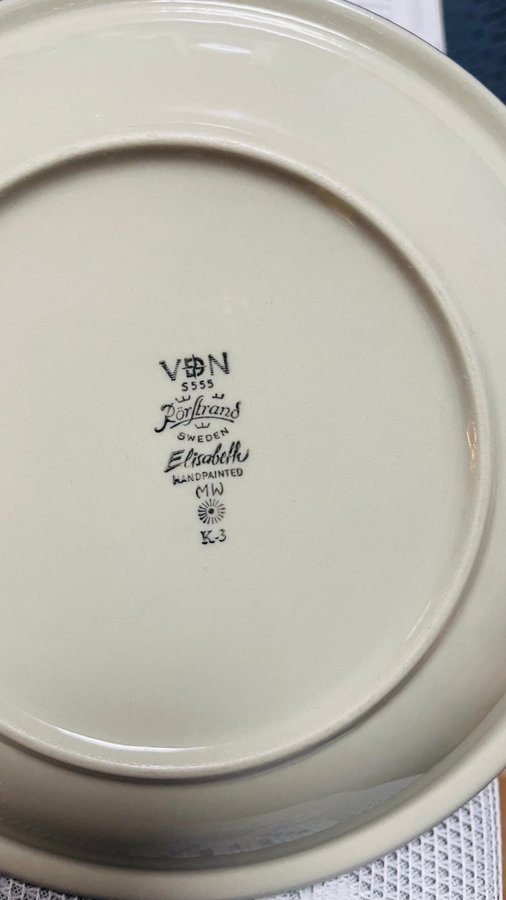 VDN
S555
Rörstrand
SWEDEN
Elisabeth
HANDPAINTED
MW
K-3